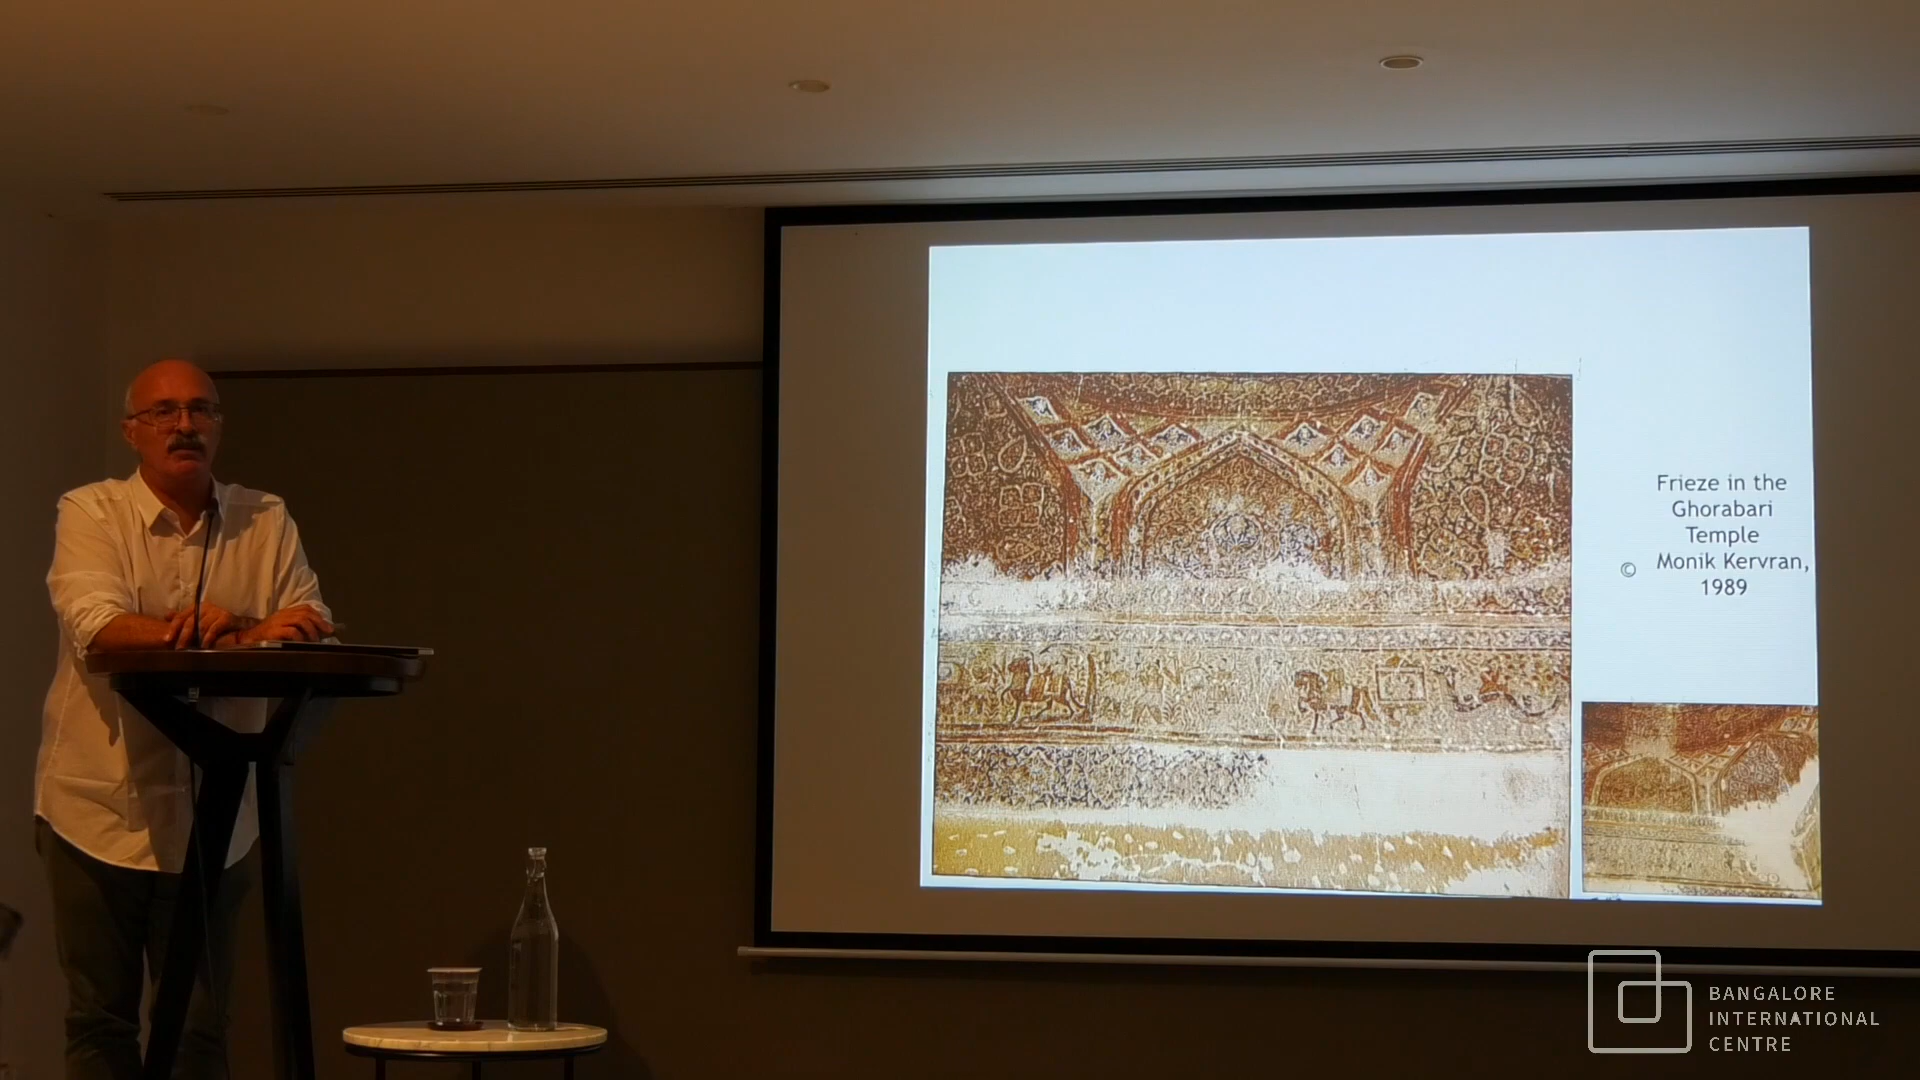 Frieze in the
Ghorabari
Temple
© Monik Kervran,
1989
BANGALORE
INTERNATIONAL
CENTRE